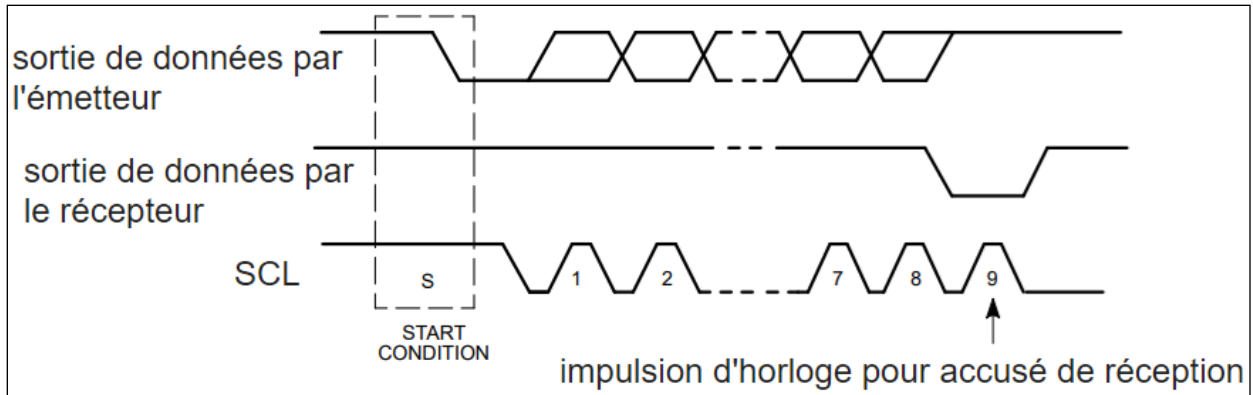 sortie de données par
l'émetteur
sortie de données par
le récepteur
SCL
S
1
2
7
8
9
START
CONDITION
impulsion d'horloge pour accusé de réception